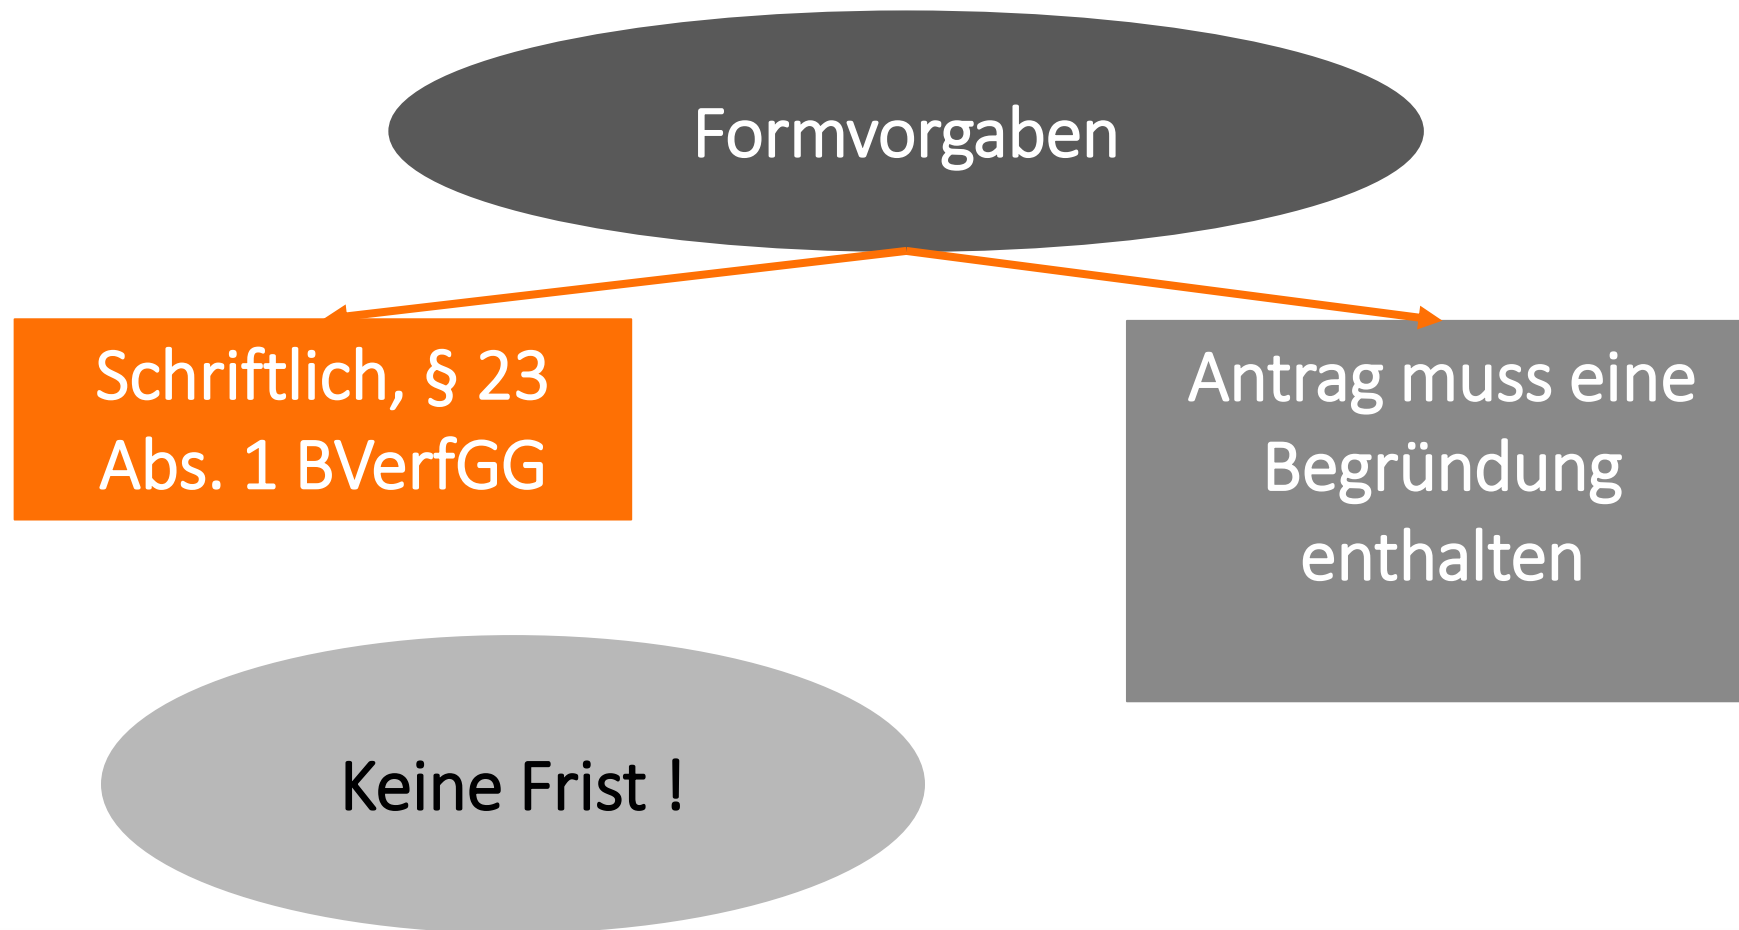 Formvorgaben
Schriftlich, § 23
Abs. 1 BVerfGG
Antrag muss eine
Begründung
enthalten
Keine Frist !